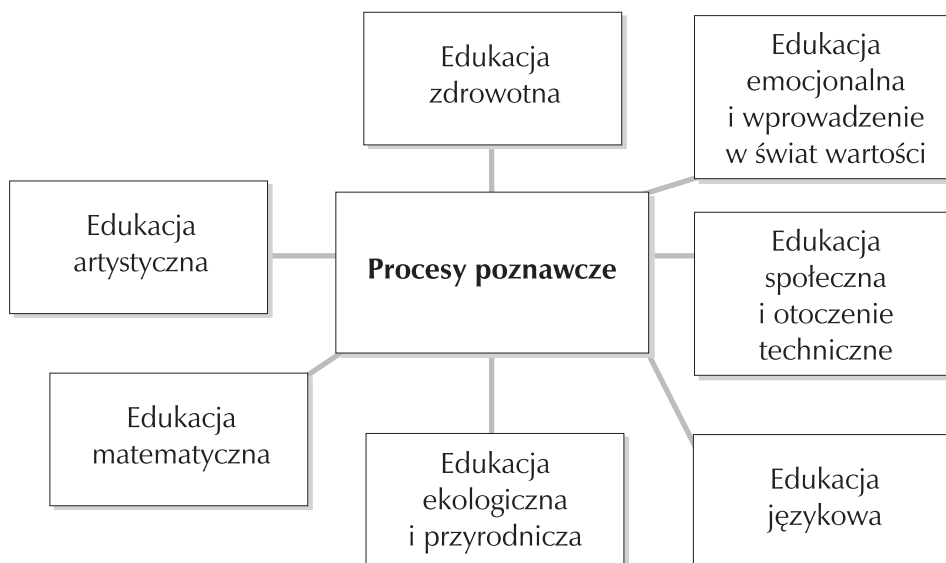 Edukacja
zdrowotna
Edukacja
emocjonalna
i wprowadzenie
w świat wartości
Edukacja
artystyczna
Procesy poznawcze
Edukacja
społeczna
i otoczenie
techniczne
Edukacja
matematyczna
Edukacja
ekologiczna
i przyrodnicza
Edukacja
językowa